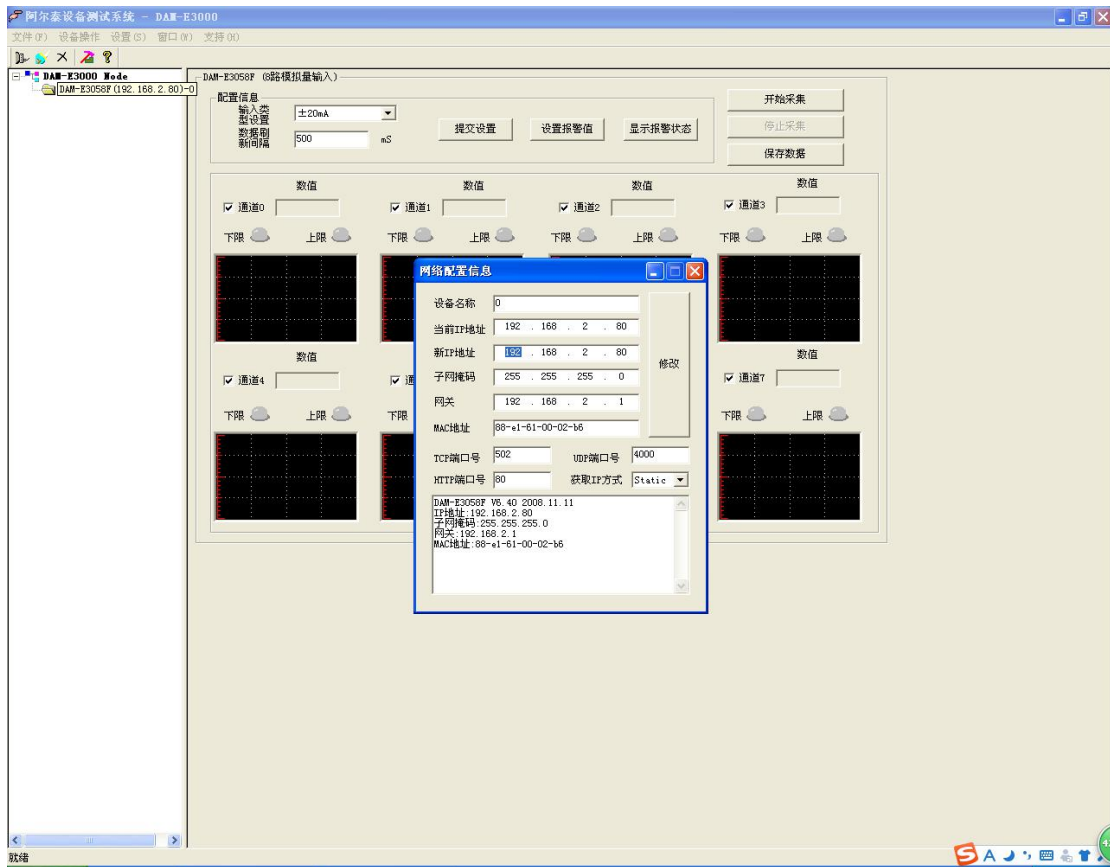 阿尔泰设备测试系统 - DAM-E3000
文件(F) 设备操作 设置(S) 窗口(W) 支持(H)
DAM-E3000 Node
DAM-E3058F(192.168.2.80)-0
DAM-E3058F (8路模拟量输入)
配置信息
输入类型设置 ±20mA
数据刷新间隔 500 mS
提交设置 设置报警值 显示报警状态
开始采集
停止采集
保存数据
数值 数值 数值 数值
通道0 通道1 通道2 通道3
下限 上限 下限 上限 下限 上限 下限 上限
数值 数值
通道4 通 通道7
下限 上限 下限 下限 上限
网络配置信息
设备名称 0
当前IP地址 192 . 168 . 2 . 80
新IP地址 192 . 168 . 2 . 80
子网掩码 255 . 255 . 255 . 0
网关 192 . 168 . 2 . 1
MAC地址 88-e1-61-00-02-b6
修改
TCP端口号 502 UDP端口号 4000
HTTP端口号 80 获取IP方式 Static
DAM-E3058F V6.40 2008.11.11
IP地址:192.168.2.80
子网掩码:255.255.255.0
网关:192.168.2.1
MAC地址:88-e1-61-00-02-b6
就绪
S A